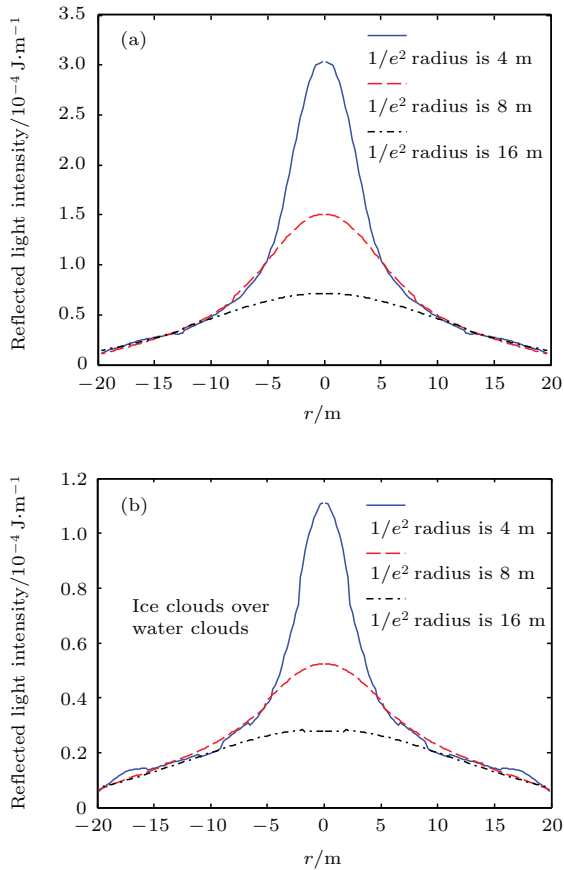 (a)
1/e² radius is 4 m
1/e² radius is 8 m
1/e² radius is 16 m
Reflected light intensity/10⁻⁴ J·m⁻¹
3.5
3.0
2.5
2.0
1.5
1.0
0.5
0
−20 −15 −10 −5 0 5 10 15 20
r/m
(b)
1/e² radius is 4 m
1/e² radius is 8 m
1/e² radius is 16 m
Ice clouds over
water clouds
Reflected light intensity/10⁻⁴ J·m⁻¹
1.2
1.0
0.8
0.6
0.4
0.2
0
−20 −15 −10 −5 0 5 10 15 20
r/m